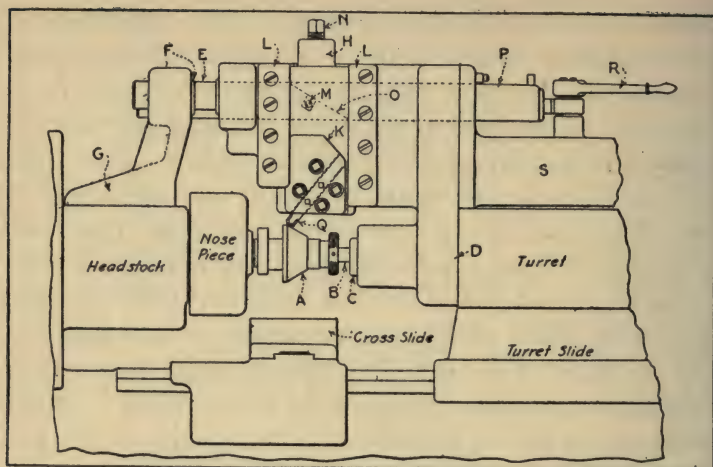 N
F E L H L P
R
M O
K
G S
Q
Headstock Nose Piece D Turret
A B C
Cross Slide Turret Slide